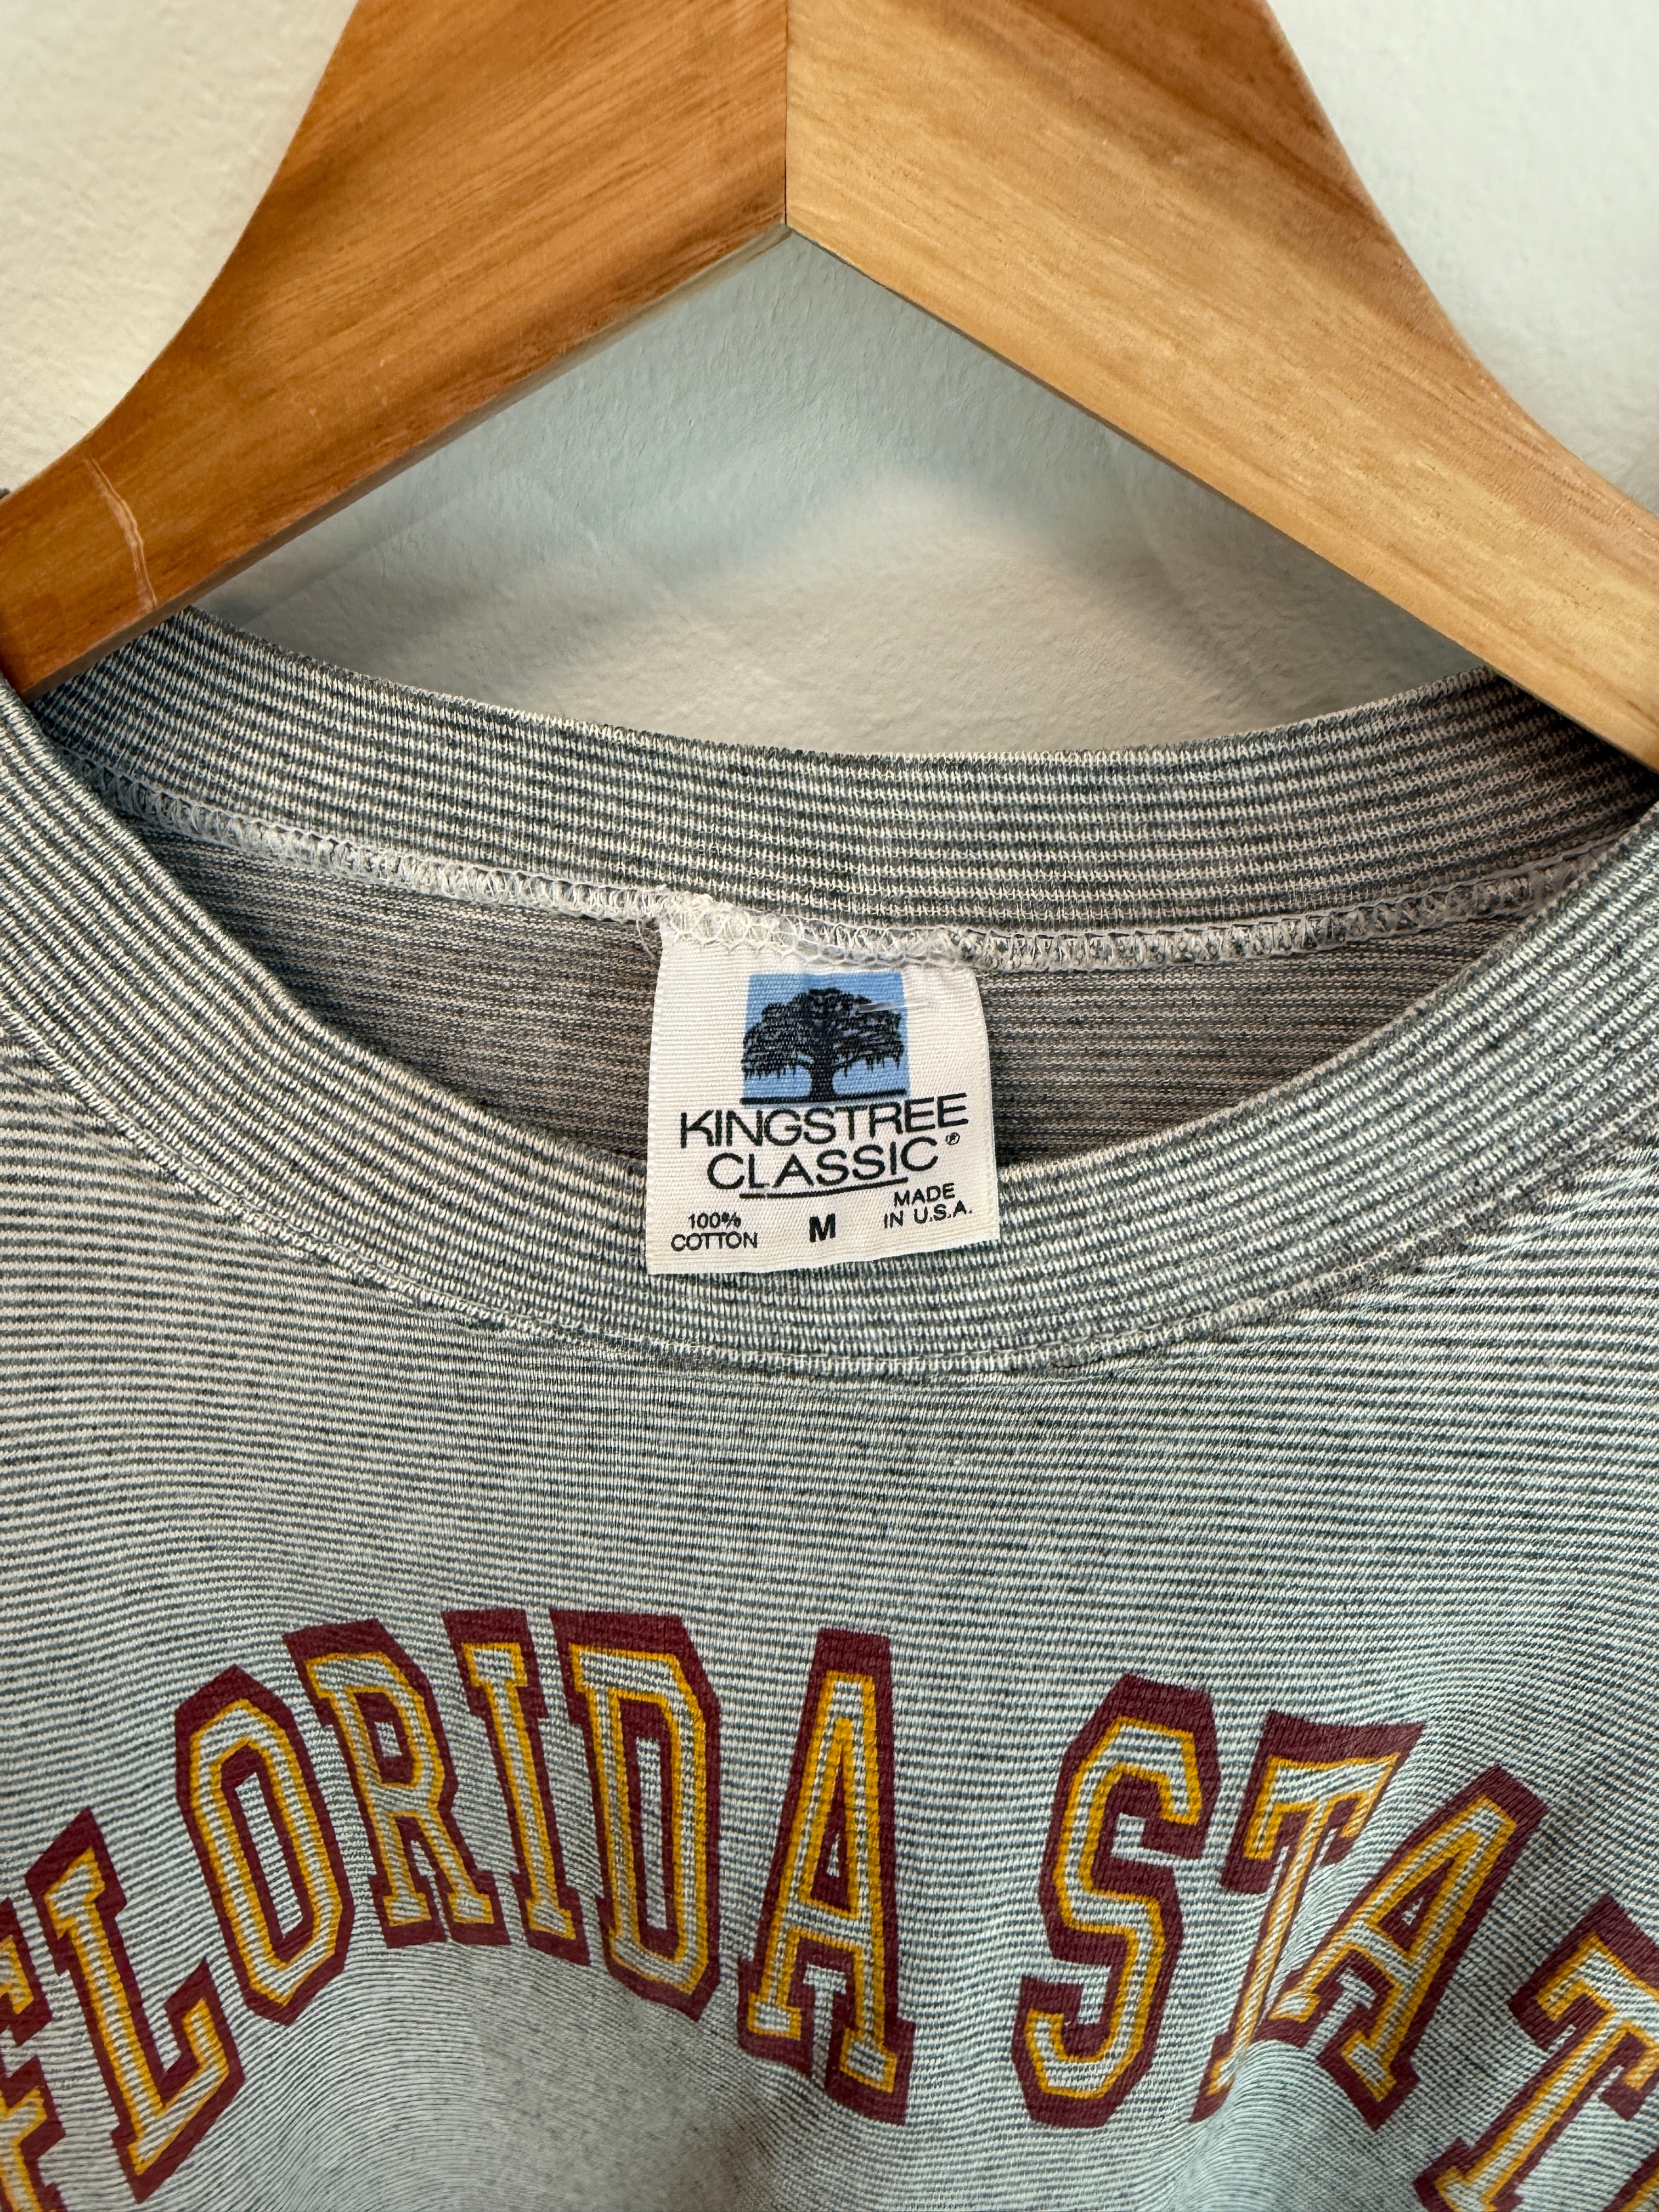 KINGSTREE
CLASSIC®
100%
COTTON
M
MADE
IN U.S.A.
FLORIDA STAT